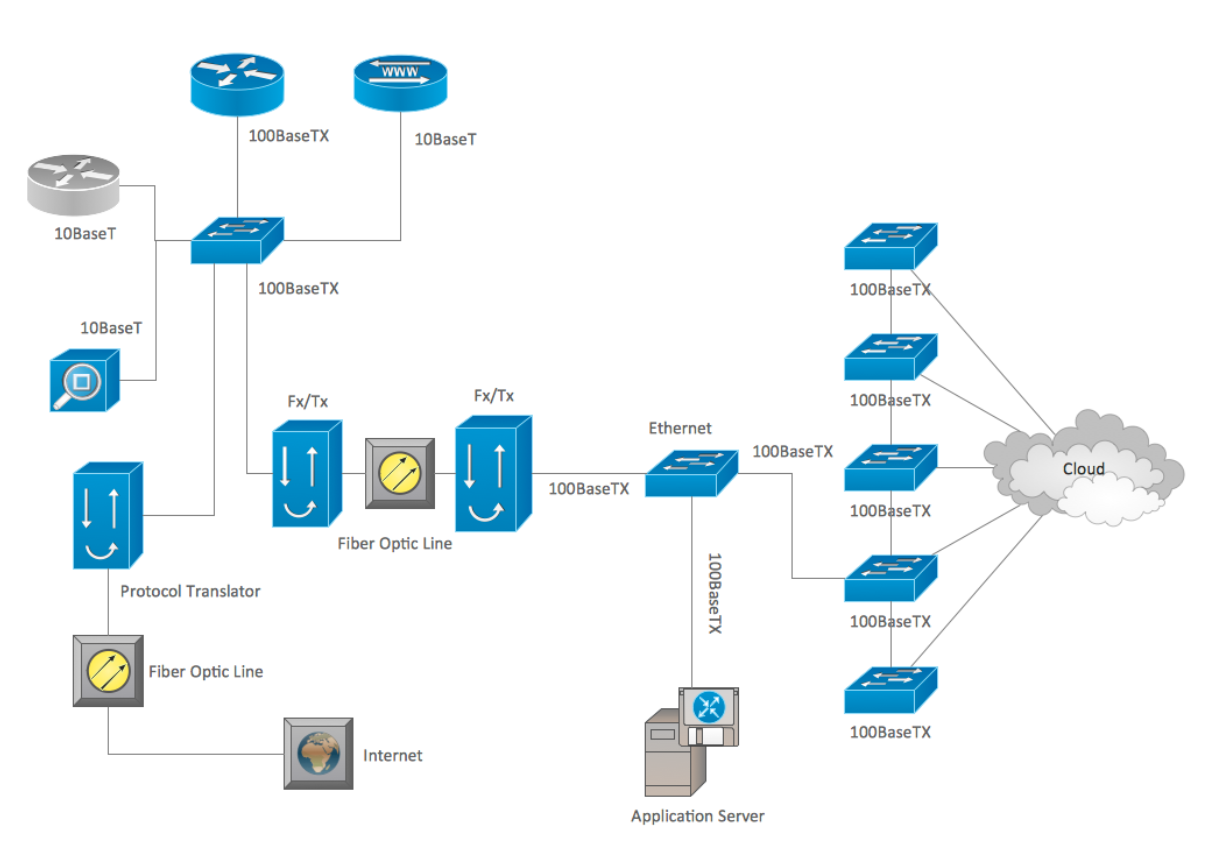 WWW
100BaseTX
10BaseT
10BaseT
100BaseTX
10BaseT
Fx/Tx
Fx/Tx
Fiber Optic Line
100BaseTX
Ethernet
100BaseTX
100BaseTX
Protocol Translator
Fiber Optic Line
Internet
Application Server
100BaseTX
100BaseTX
100BaseTX
100BaseTX
100BaseTX
Cloud